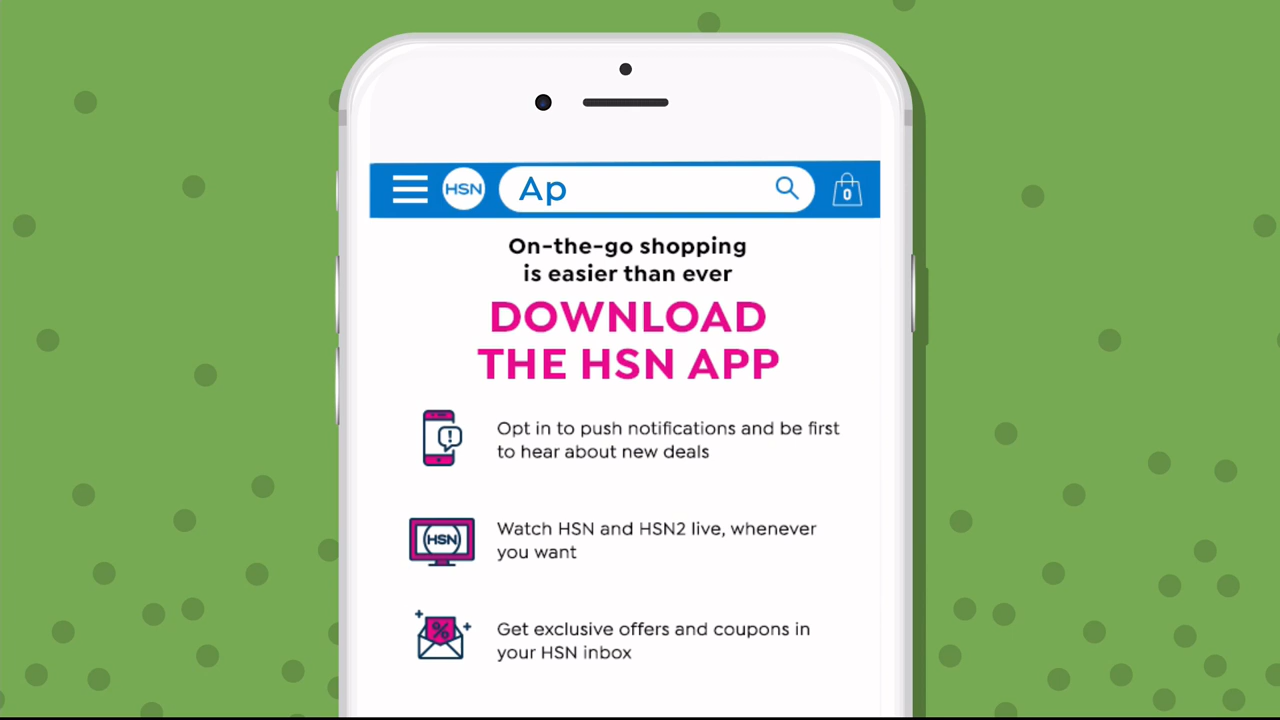 HSN
Ap
0
On-the-go shopping
is easier than ever
DOWNLOAD
THE HSN APP
Opt in to push notifications and be first
to hear about new deals
HSN
Watch HSN and HSN2 live, whenever
you want
%
Get exclusive offers and coupons in
your HSN inbox